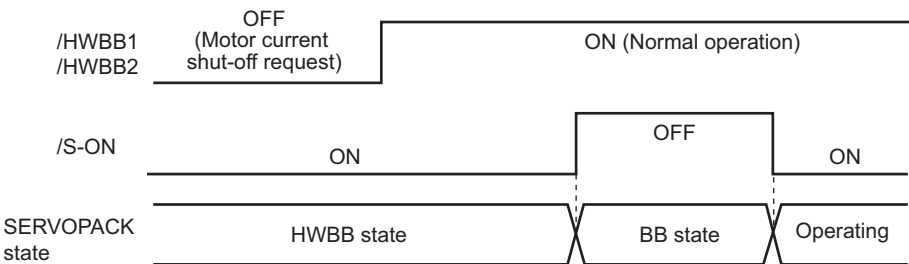 /HWBB1
/HWBB2
OFF
(Motor current
shut-off request)
ON (Normal operation)
/S-ON
ON
OFF
ON
SERVOPACK
state
HWBB state
BB state
Operating